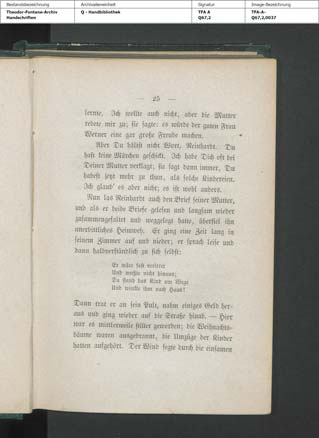 Bestandsbezeichnung Archivalieneinheit Signatur Image-Bezeichnung
Theodor-Fontane-Archiv Q - Handbibliothek TFA A TFA-A-
Handschriften Q67,2 Q67,2,0037
— 25 —
lernte. Ich wollte auch nicht, aber die Mutter
redete mir zu; sie sagte: es würde der guten Frau
Werner eine gar große Freude machen.
Aber Du hältst nicht Wort, Reinhardt. Du
hast keine Märchen geschickt. Ich habe Dich oft bei
Deiner Mutter verklagt; sie sagt dann immer, Du
habest jetzt mehr zu thun, als solche Kindereien.
Ich glaub' es aber nicht; es ist wohl anders.
Nun las Reinhardt auch den Brief seiner Mutter,
und als er beide Briefe gelesen und langsam wieder
zusammengefaltet und weggelegt hatte, überfiel ihn
unerbittliches Heimweh. Er ging eine Zeit lang in
seinem Zimmer auf und nieder; er sprach leise und
dann halbverständlich zu sich selbst:
Er wäre fast verirret
Und wußte nicht hinaus;
Da stand das Kind am Wege
Und winkte ihm nach Haus!
Dann trat er an sein Pult, nahm einiges Geld her-
aus und ging wieder auf die Straße hinab. — Hier
war es mittlerweile stiller geworden; die Weihnachts-
bäume waren ausgebrannt, die Umzüge der Kinder
hatten aufgehört. Der Wind fegte durch die einsamen